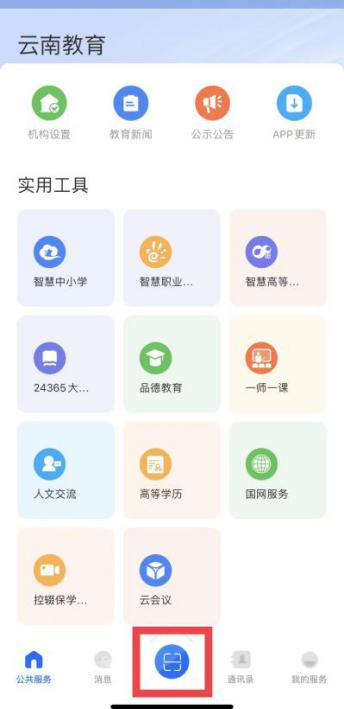 云南教育
机构设置 教育新闻 公示公告 APP更新
实用工具
智慧中小学 智慧职业... 智慧高等...
24365大... 品德教育 一师一课
人文交流 高等学历 国网服务
控辍保学... 云会议
公共服务 消息 通讯录 我的服务